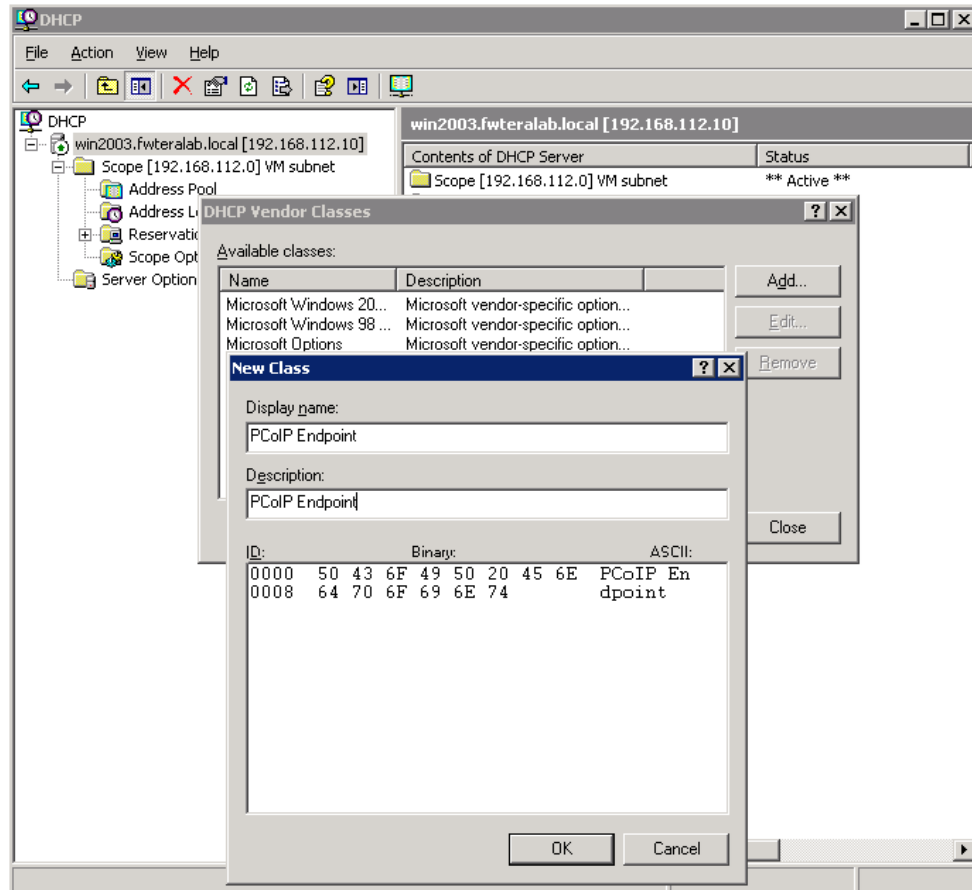 DHCP
File Action View Help
DHCP
win2003.fwteralab.local [192.168.112.10]
Scope [192.168.112.0] VM subnet
Address Pool
Address L
Reservatic
Scope Opt
Server Option
win2003.fwteralab.local [192.168.112.10]
Contents of DHCP Server Status
Scope [192.168.112.0] VM subnet ** Active **
DHCP Vendor Classes
Available classes:
Name Description
Microsoft Windows 20... Microsoft vendor-specific option...
Microsoft Windows 98 ... Microsoft vendor-specific option...
Microsoft Options Microsoft vendor-specific option...
Add...
Edit...
Remove
Close
New Class
Display name:
PCoIP Endpoint
Description:
PCoIP Endpoint
ID: Binary: ASCII:
0000 50 43 6F 49 50 20 45 6E PCoIP En
0008 64 70 6F 69 6E 74 dpoint
OK Cancel